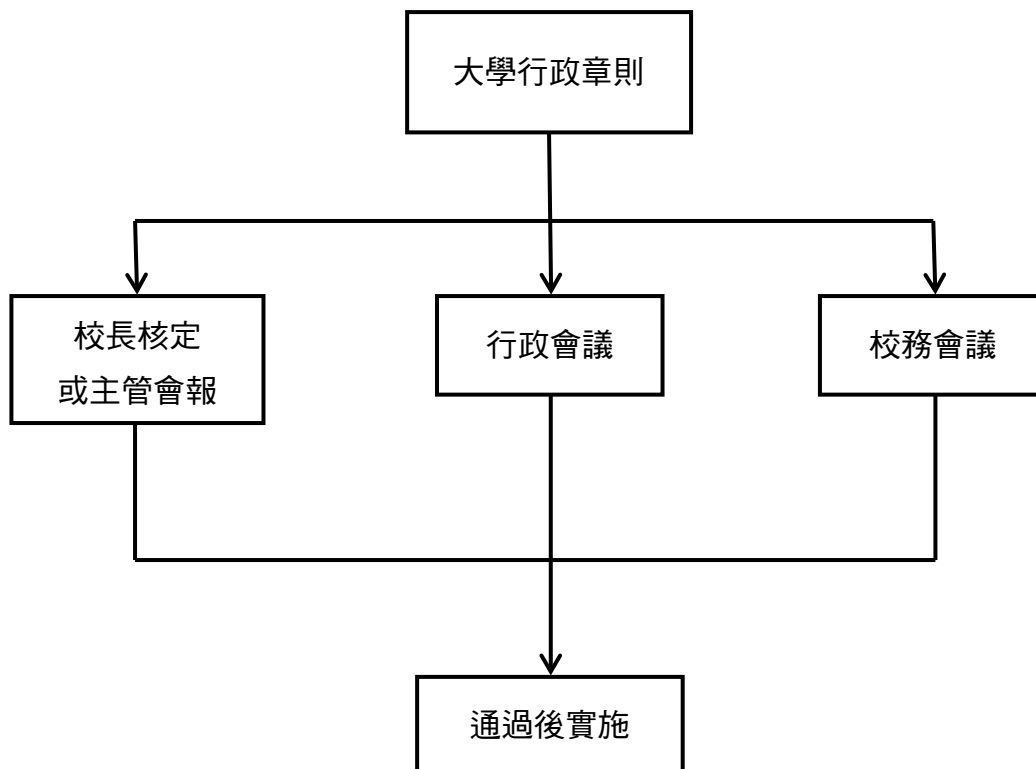 大學行政章則
校長核定
或主管會報
行政會議
校務會議
通過後實施